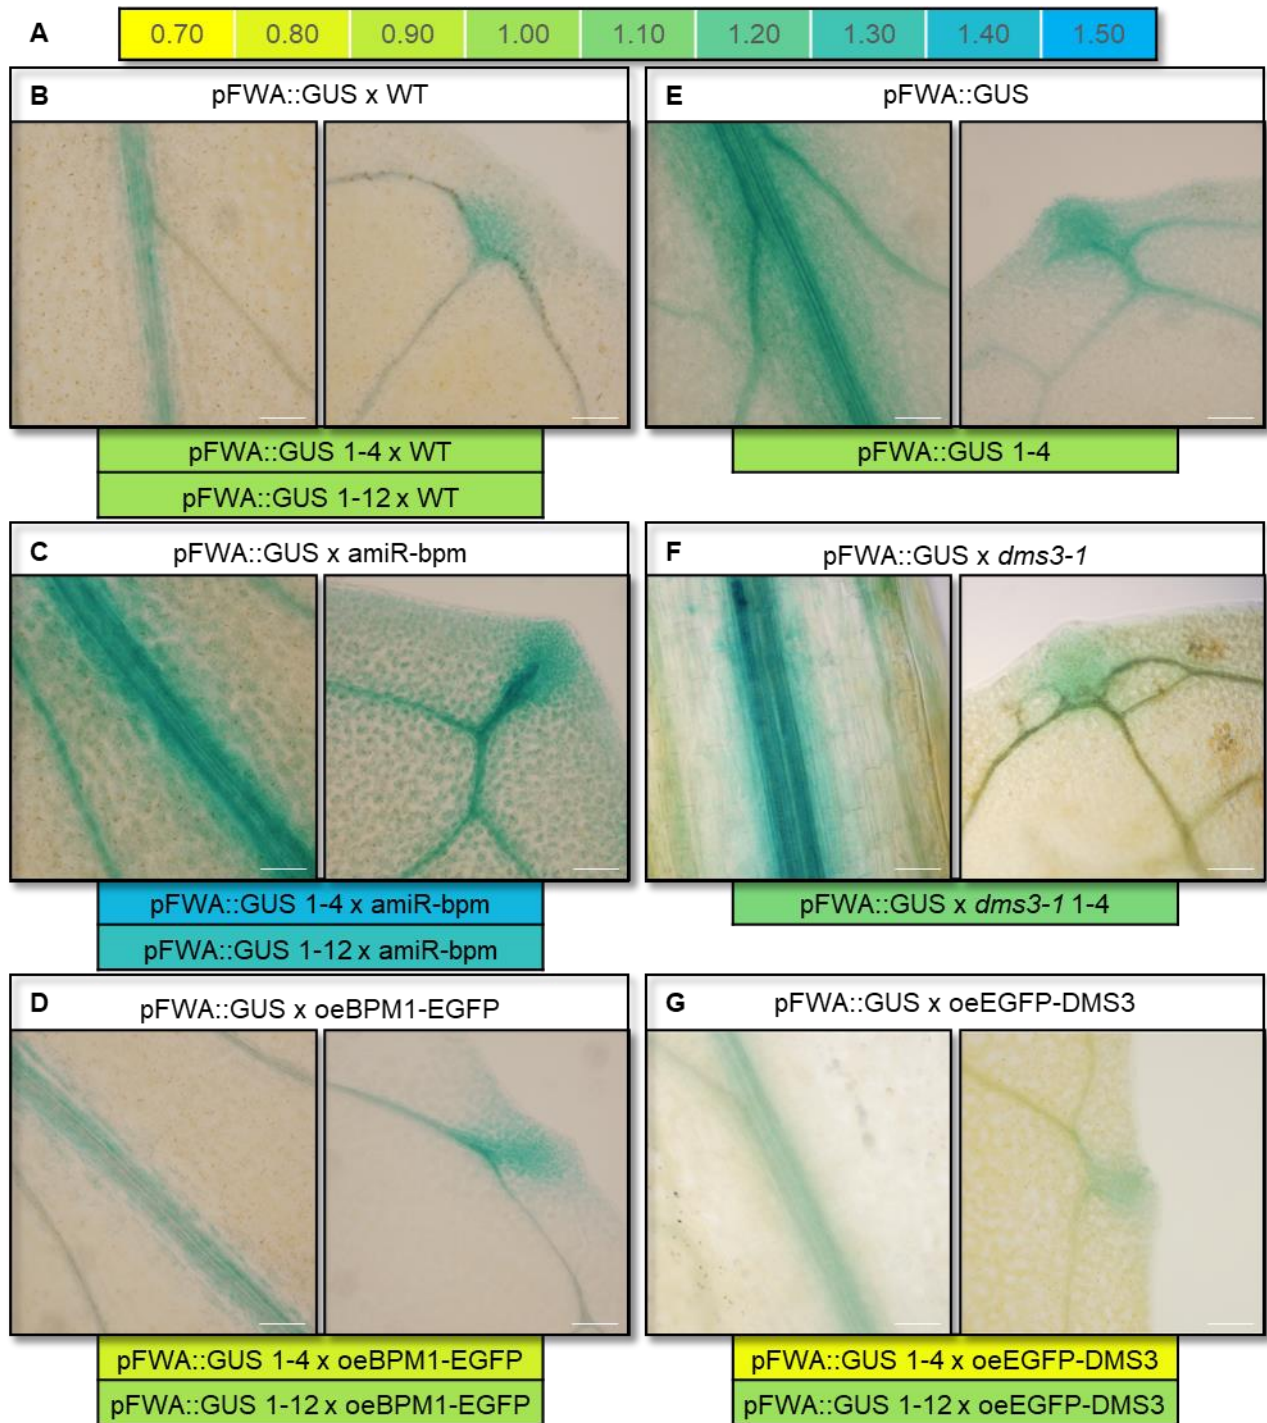 A
0.70 0.80 0.90 1.00 1.10 1.20 1.30 1.40 1.50
B pFWA::GUS x WT
pFWA::GUS 1-4 x WT
pFWA::GUS 1-12 x WT
E pFWA::GUS
pFWA::GUS 1-4
C pFWA::GUS x amiR-bpm
pFWA::GUS 1-4 x amiR-bpm
pFWA::GUS 1-12 x amiR-bpm
F pFWA::GUS x dms3-1
pFWA::GUS x dms3-1 1-4
D pFWA::GUS x oeBPM1-EGFP
pFWA::GUS 1-4 x oeBPM1-EGFP
pFWA::GUS 1-12 x oeBPM1-EGFP
G pFWA::GUS x oeEGFP-DMS3
pFWA::GUS 1-4 x oeEGFP-DMS3
pFWA::GUS 1-12 x oeEGFP-DMS3